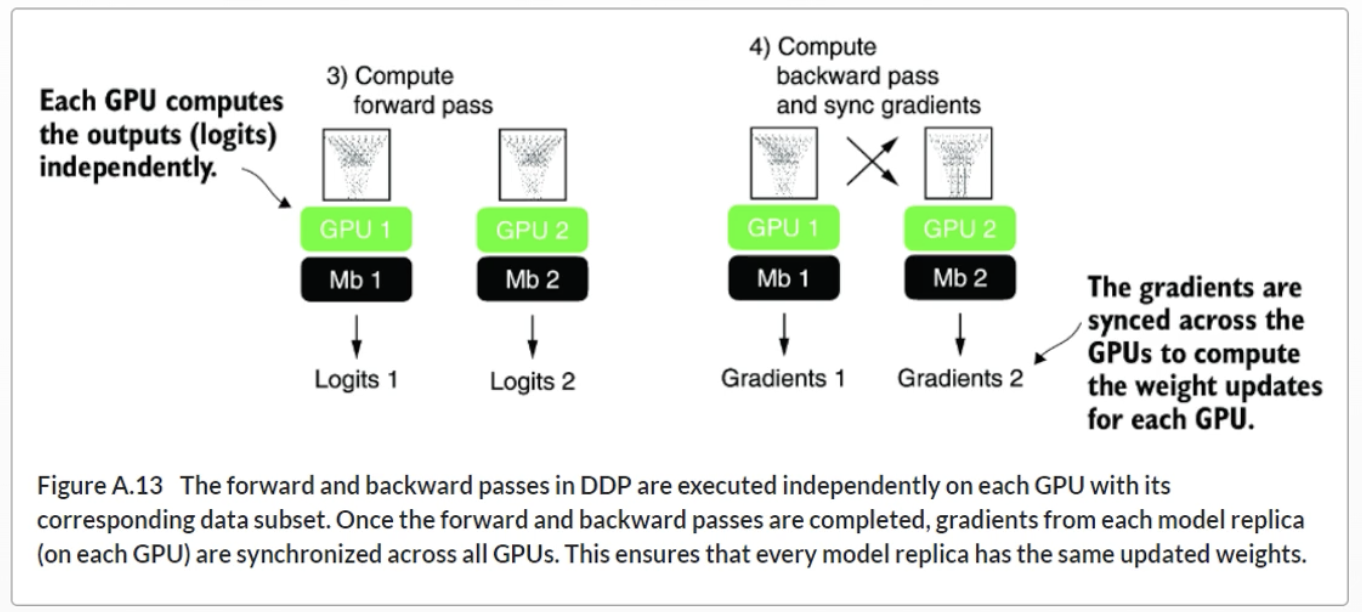 Each GPU computes
the outputs (logits)
independently.
3) Compute
forward pass
GPU 1
GPU 2
Mb 1
Mb 2
Logits 1
Logits 2
4) Compute
backward pass
and sync gradients
GPU 1
GPU 2
Mb 1
Mb 2
Gradients 1
Gradients 2
The gradients are
synced across the
GPUs to compute
the weight updates
for each GPU.
Figure A.13 The forward and backward passes in DDP are executed independently on each GPU with its
corresponding data subset. Once the forward and backward passes are completed, gradients from each model replica
(on each GPU) are synchronized across all GPUs. This ensures that every model replica has the same updated weights.